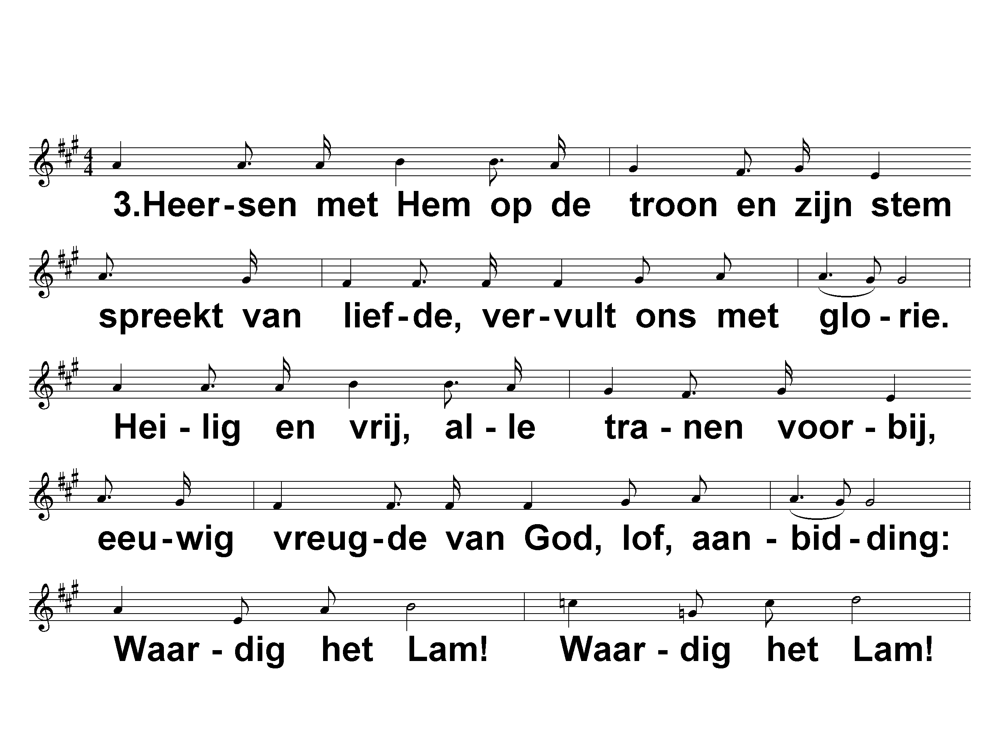 3.Heer-sen met Hem op de troon en zijn stem
spreekt van lief-de, ver-vult ons met glo-rie.
Hei-lig en vrij, al-le tra-nen voor-bij,
eeu-wig vreug-de van God, lof, aan-bid-ding:
Waar-dig het Lam! Waar-dig het Lam!